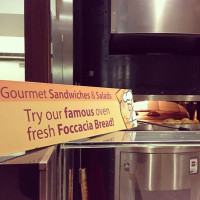 Gourmet Sandwiches & Salads
Try our famous oven
fresh Foccacia Bread!